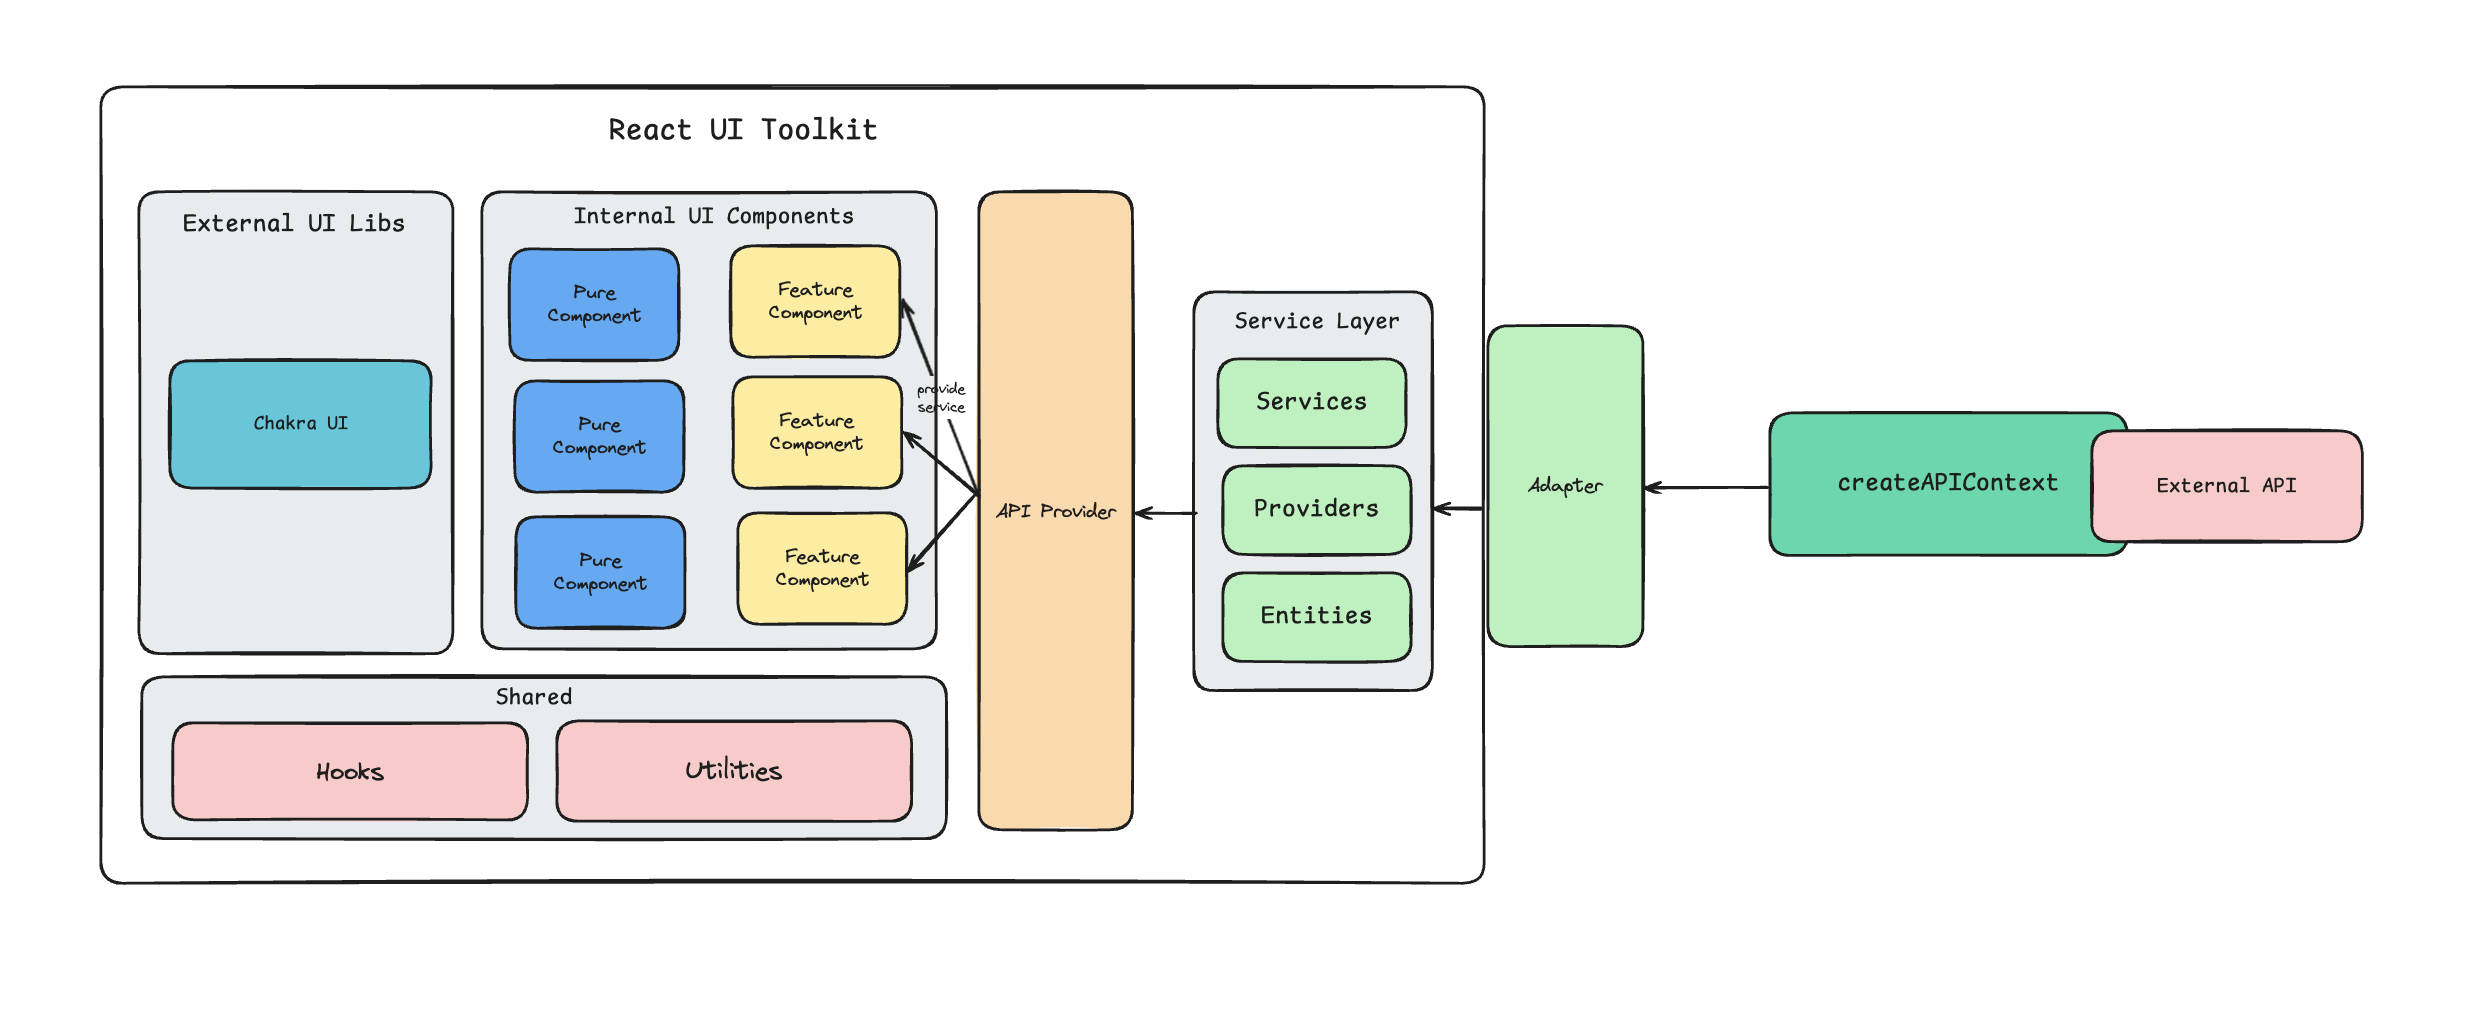 React UI Toolkit
External UI Libs
Chakra UI
Internal UI Components
Pure
Component
Feature
Component
Pure
Component
Feature
Component
Pure
Component
Feature
Component
provide
service
API Provider
Service Layer
Services
Providers
Entities
Adapter
createAPIContext
External API
Shared
Hooks
Utilities